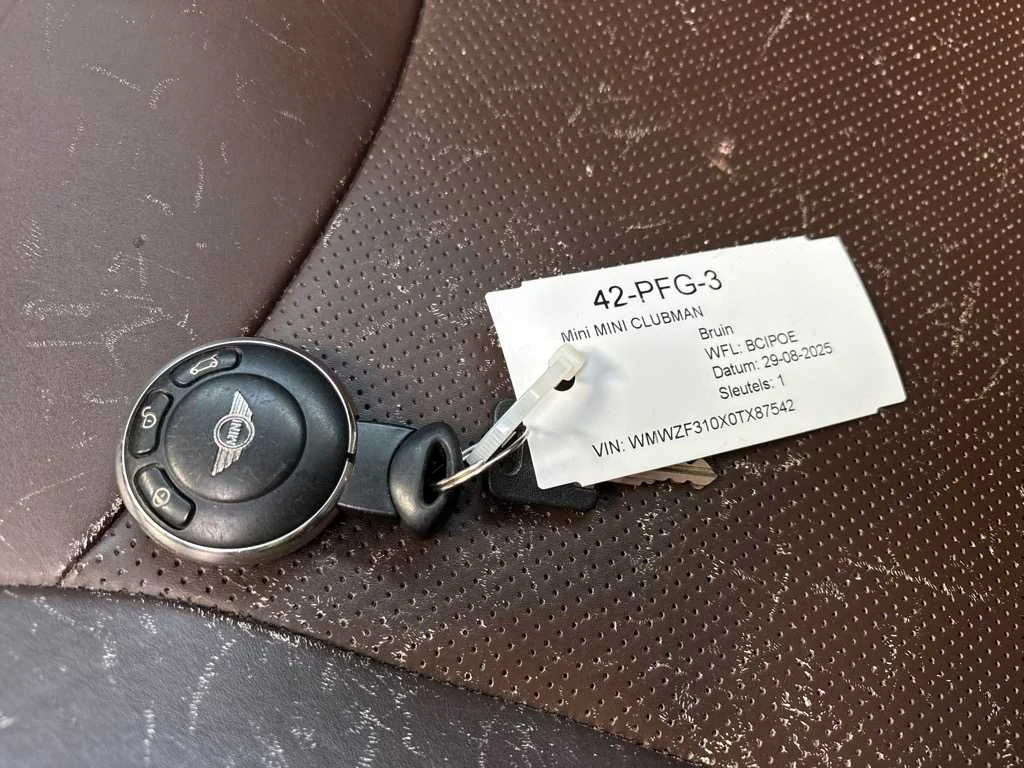 42-PFG-3
Mini MINI CLUBMAN
Bruin
WFL: BCIPOE
Datum: 29-08-2025
Sleutels: 1
VIN: WMWZF310X0TX87542
MINI